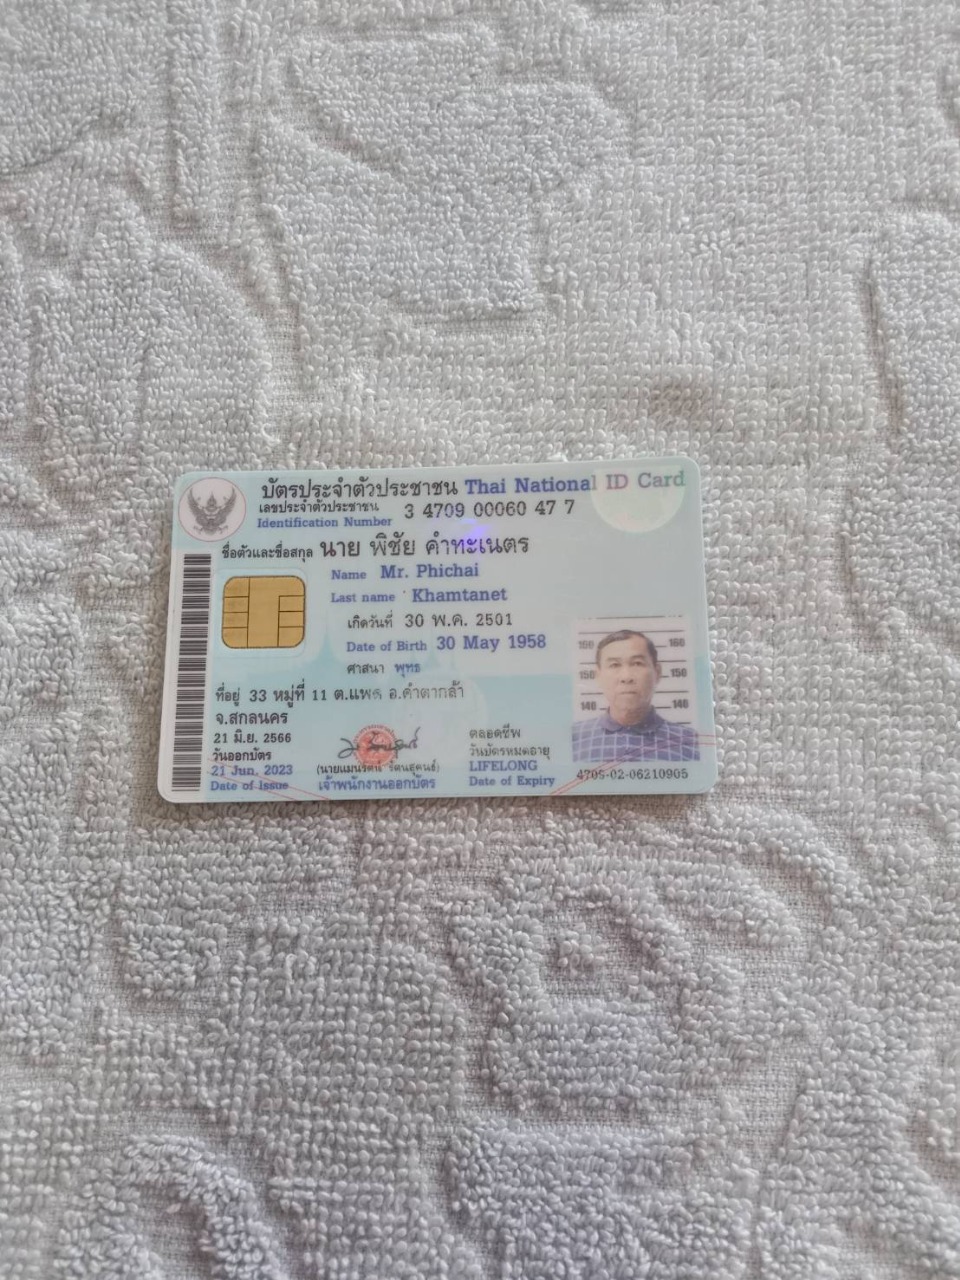 บัตรประจำตัวประชาชน Thai National ID Card
เลขประจำตัวประชาชน 3 4709 00060 47 7
Identification Number
ชื่อตัวและชื่อสกุล นาย พิชัย คำทะเนตร
Name Mr. Phichai
Last name Khamtanet
เกิดวันที่ 30 พ.ค. 2501
Date of Birth 30 May 1958
ศาสนา พุทธ
ที่อยู่ 33 หมู่ที่ 11 ต.แพด อ.คำตากล้า
จ.สกลนคร
21 มิ.ย. 2566
วันออกบัตร
21 Jun. 2023
Date of Issue
เจ้าพนักงานออกบัตร
ตลอดชีพ
วันบัตรหมดอายุ
LIFELONG
Date of Expiry
160 160
150 150
140 140
4705-02-06210905